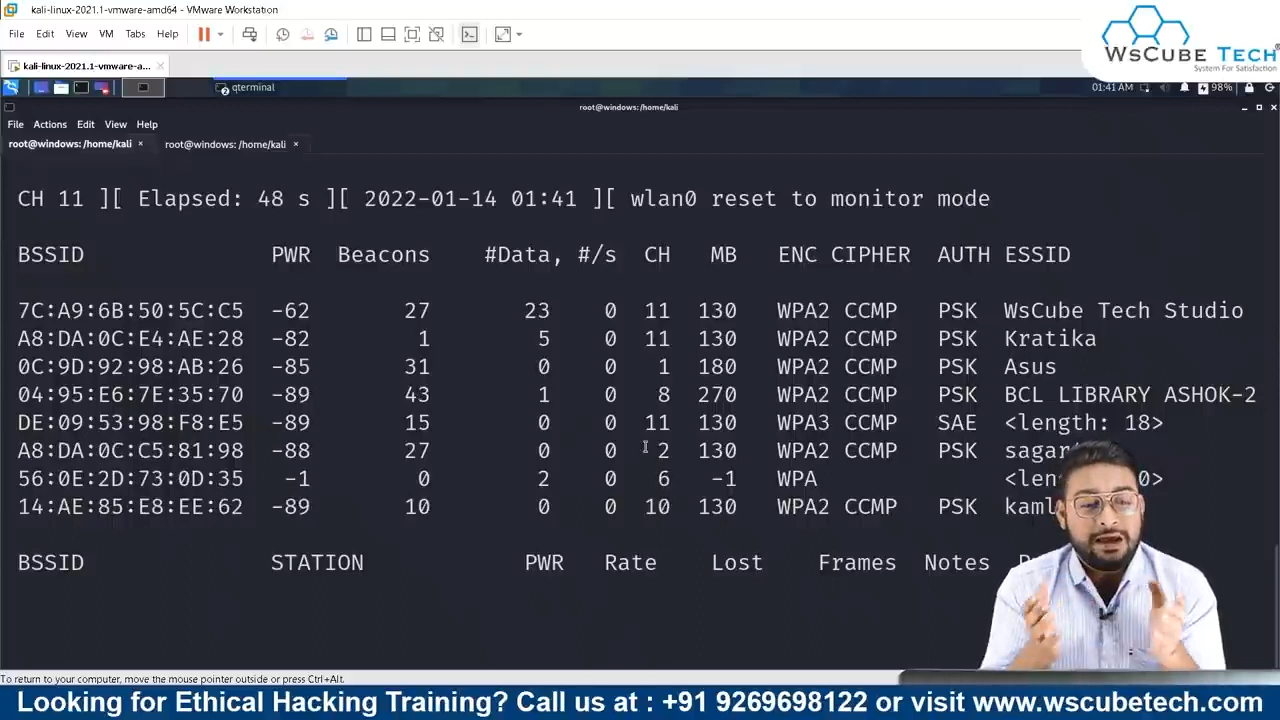 kali-linux-2021.1-vmware-amd64 - VMware Workstation
File Edit View VM Tabs Help
WsCube Tech
System For Satisfaction
kali-linux-2021.1-vmware-a...
qterminal
01:41 AM 98%
root@windows: /home/kali
File Actions Edit View Help
root@windows: /home/kali root@windows: /home/kali
CH 11 ][ Elapsed: 48 s ][ 2022-01-14 01:41 ][ wlan0 reset to monitor mode
BSSID PWR Beacons #Data, #/s CH MB ENC CIPHER AUTH ESSID
7C:A9:6B:50:5C:C5 -62 27 23 0 11 130 WPA2 CCMP PSK WsCube Tech Studio
A8:DA:0C:E4:AE:28 -82 1 5 0 11 130 WPA2 CCMP PSK Kratika
0C:9D:92:98:AB:26 -85 31 0 0 1 180 WPA2 CCMP PSK Asus
04:95:E6:7E:35:70 -89 43 1 0 8 270 WPA2 CCMP PSK BCL LIBRARY ASHOK-2
DE:09:53:98:F8:E5 -89 15 0 0 11 130 WPA3 SAE <length: 18>
A8:DA:0C:C5:81:98 -88 27 0 0 2 130 WPA2 CCMP PSK
56:0E:2D:73:0D:35 -1 0 2 0 6 -1 WPA
14:AE:85:E8:EE:62 -89 10 0 0 10 130 WPA2 CCMP PSK
BSSID STATION PWR Rate Lost Frames Notes
To return to your computer, move the mouse pointer outside or press Ctrl+Alt.
Looking for Ethical Hacking Training? Call us at : +91 9269698122 or visit www.wscubetech.com